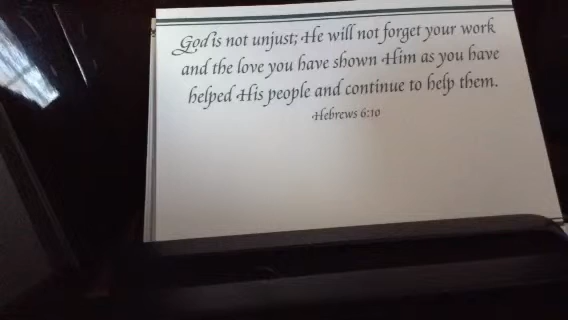 God is not unjust; He will not forget your work
and the love you have shown Him as you have
helped His people and continue to help them.
Hebrews 6:10